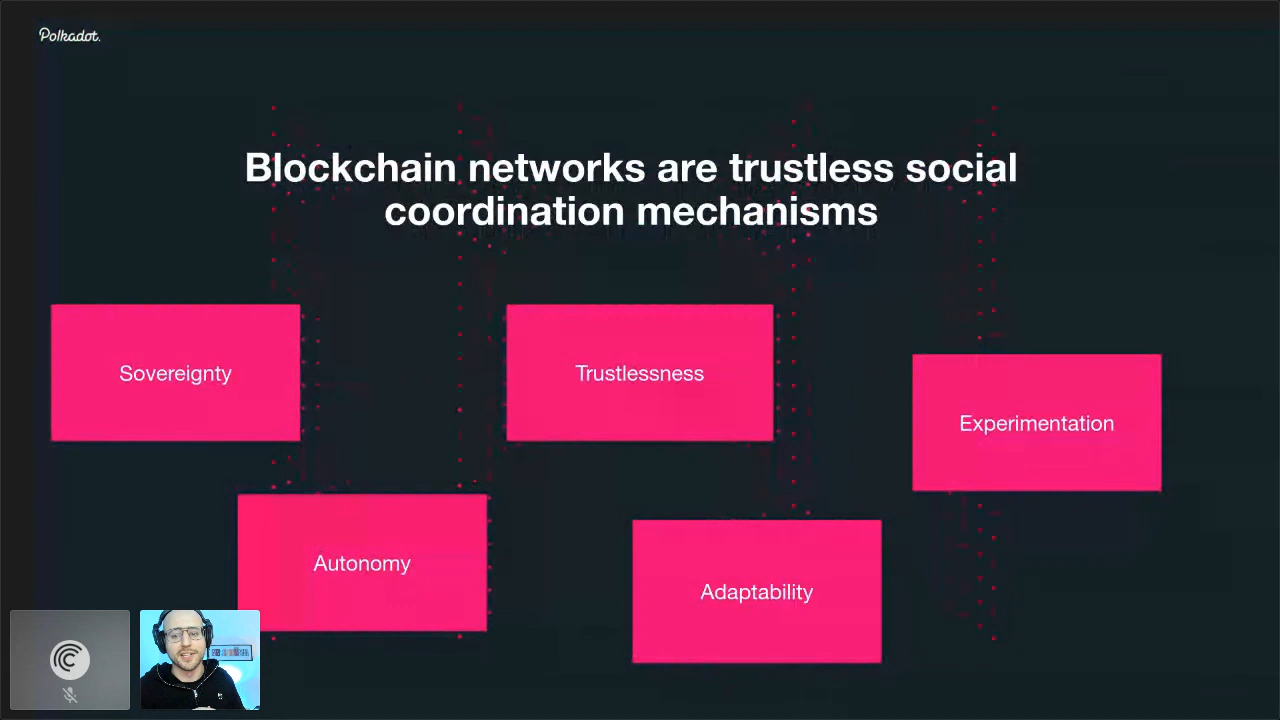 Polkadot.
Blockchain networks are trustless social
coordination mechanisms
Sovereignty
Trustlessness
Experimentation
Autonomy
Adaptability